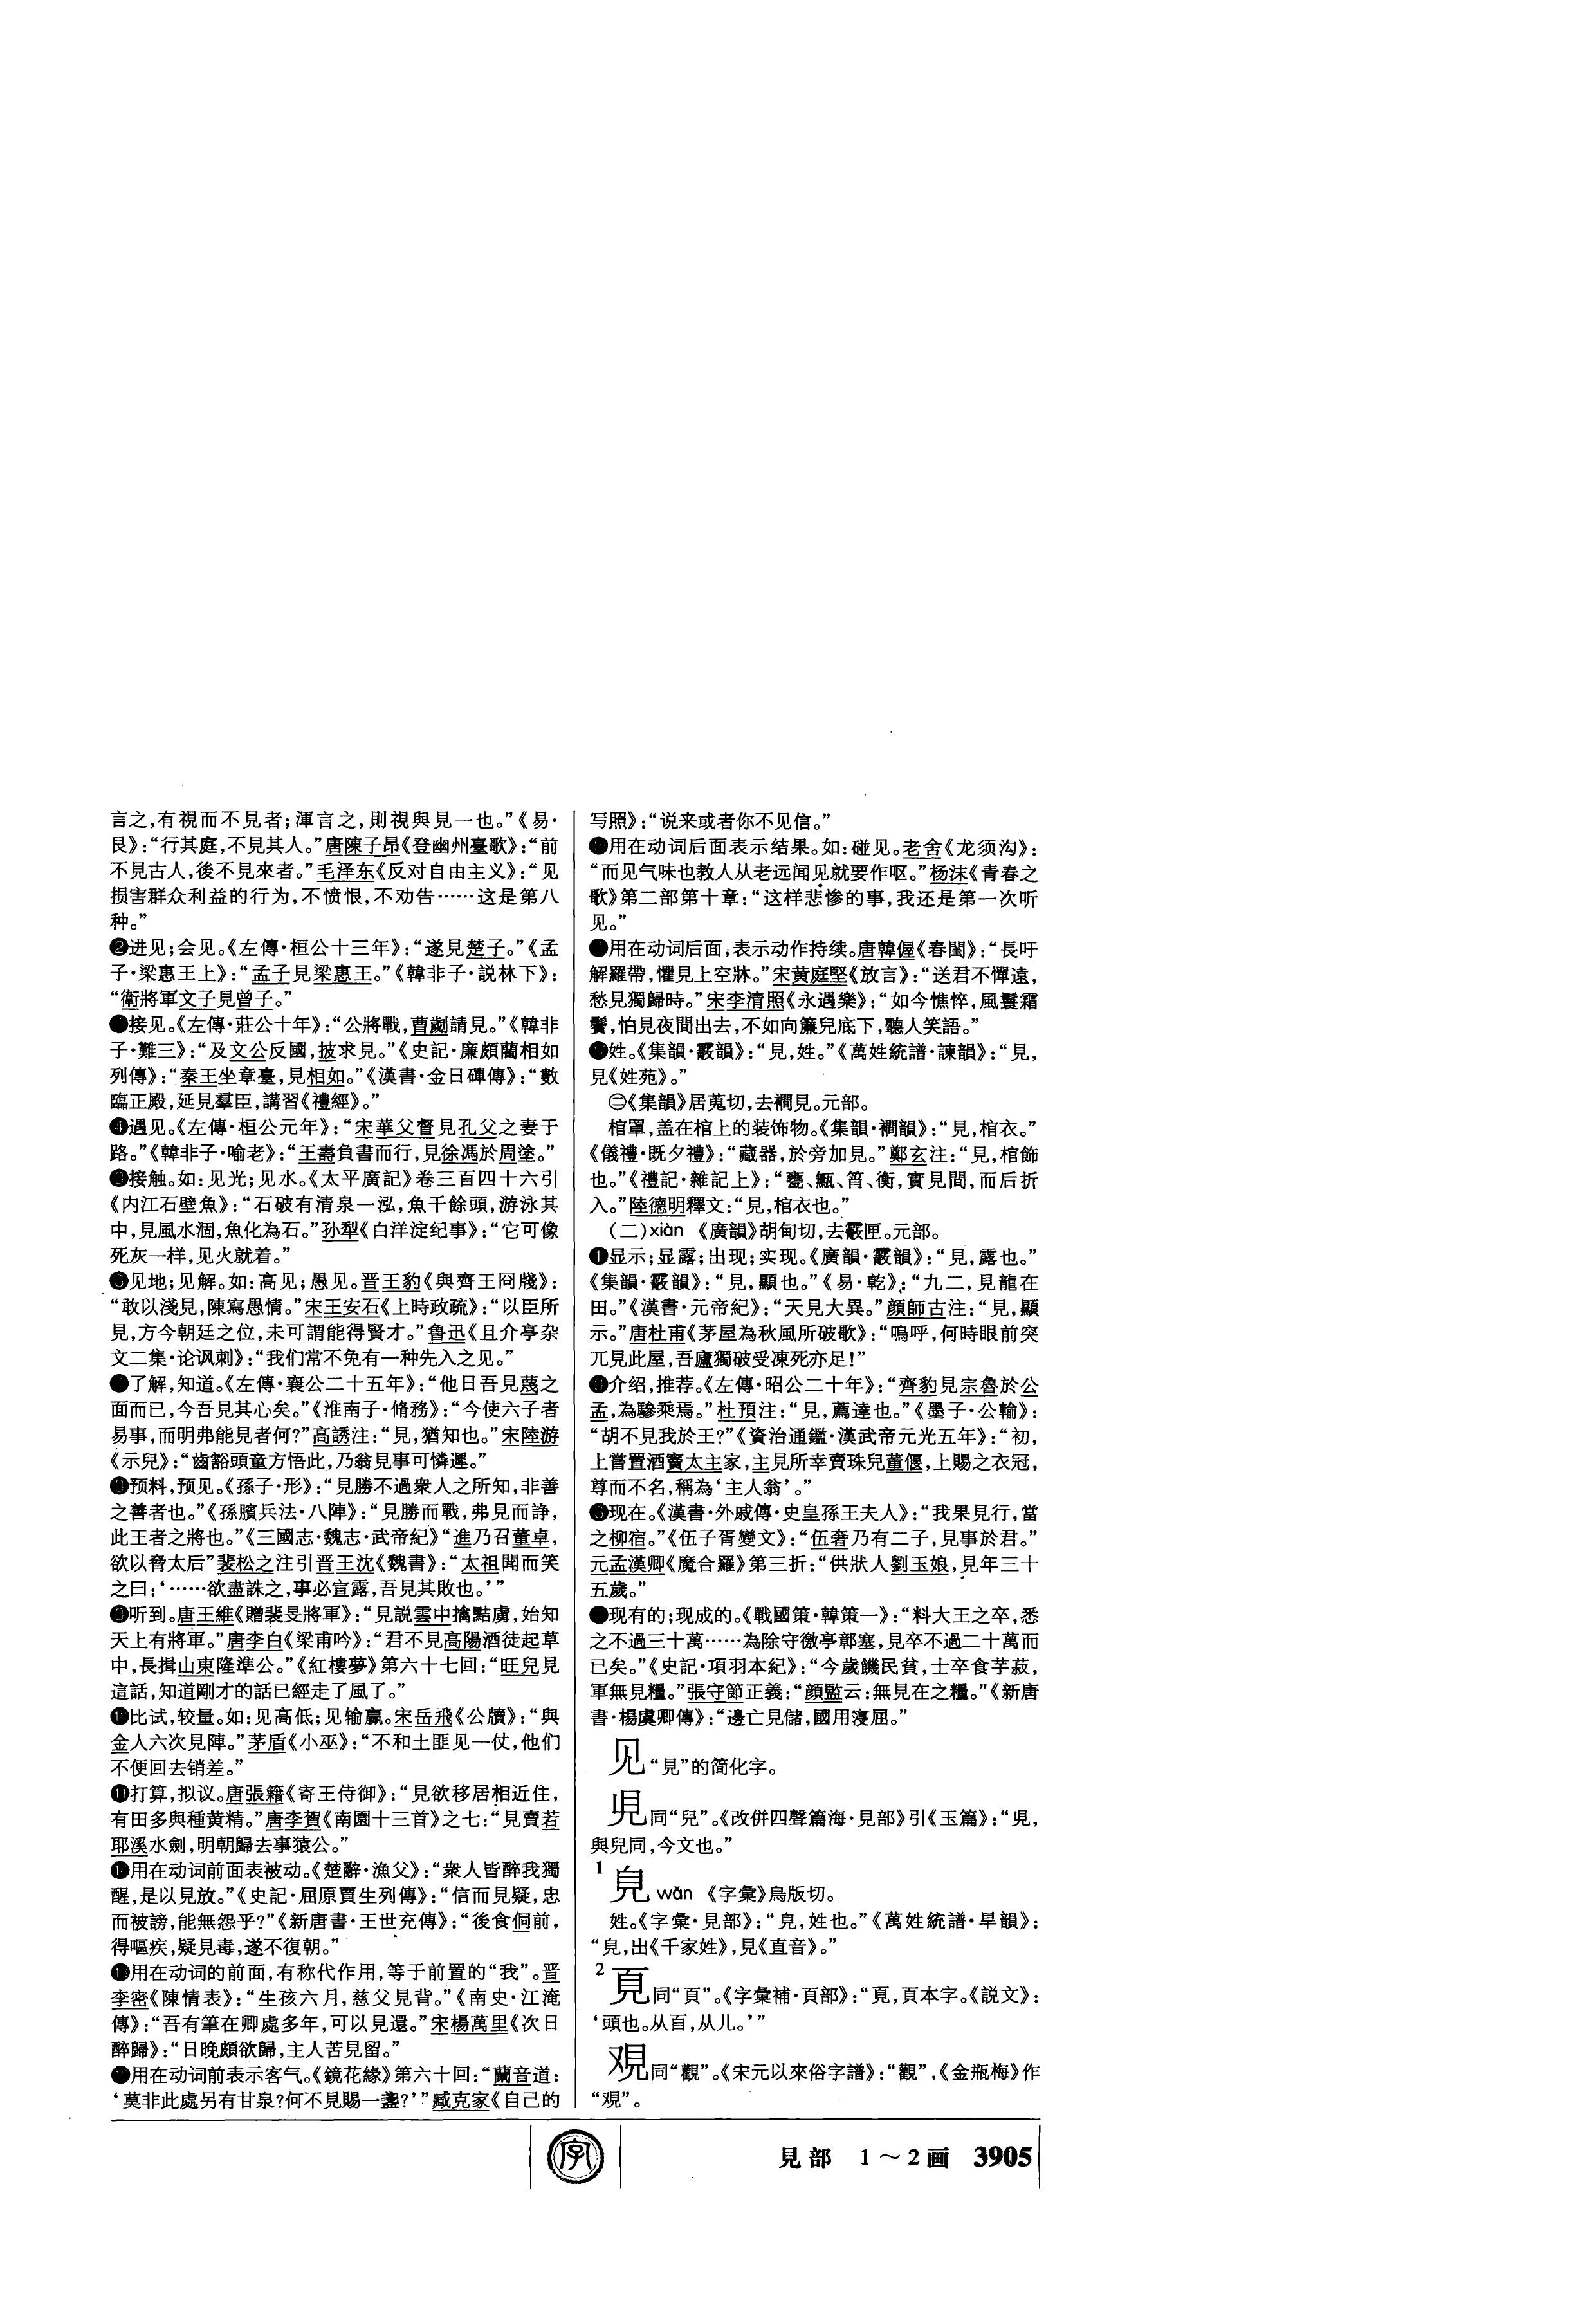 言之,有視而不見者;渾言之,則視與見一也。”《易·
艮》:“行其庭,不見其人。”唐陳子昂《登幽州臺歌》:“前
不見古人,後不見來者。”毛泽东《反对自由主义》:“见
损害群众利益的行为,不愤恨,不劝告……这是第八
种。”
❷进见;会见。《左傳·桓公十三年》:“遂見楚子。”《孟
子·梁惠王上》:“孟子見梁惠王。”《韓非子·説林下》:
“衛將軍文子見曾子。”
●接见。《左傳·莊公十年》:“公將戰,曹劌請見。”《韓非
子·難三》:“及文公反國,披求見。”《史記·廉頗藺相如
列傳》:“秦王坐章臺,見相如。”《漢書·金日磾傳》:“數
臨正殿,延見羣臣,講習《禮經》。”
❹遇见。《左傳·桓公元年》:“宋華父督見孔父之妻于
路。”《韓非子·喻老》:“王壽負書而行,見徐馮於周塗。”
●接触。如:见光;见水。《太平廣記》卷三百四十六引
《内江石壁魚》:“石破有清泉一泓,魚千餘頭,游泳其
中,見風水涸,魚化為石。”孙犁《白洋淀纪事》:“它可像
死灰一样,见火就着。”
●见地;见解。如:高见;愚见。晋王豹《與齊王冏牋》:
“敢以淺見,陳寫愚情。”宋王安石《上時政疏》:“以臣所
見,方今朝廷之位,未可謂能得賢才。”鲁迅《且介亭杂
文二集·论讽刺》:“我们常不免有一种先入之见。”
●了解,知道。《左傳·襄公二十五年》:“他日吾見蔑之
面而已,今吾見其心矣。”《淮南子·脩務》:“今使六子者
易事,而明弗能見者何?”高誘注:“見,猶知也。”宋陸游
《示兒》:“齒豁頭童方悟此,乃翁見事可憐遲。”
●预料,预见。《孫子·形》:“見勝不過衆人之所知,非善
之善者也。”《孫臏兵法·八陣》:“見勝而戰,弗見而諍,
此王者之將也。”《三國志·魏志·武帝紀》“進乃召董卓,
欲以脅太后”裴松之注引晋王沈《魏書》:“太祖聞而笑
之曰:‘……欲盡誅之,事必宣露,吾見其敗也。’”
●听到。唐王維《贈裴旻將軍》:“見説雲中擒黠虜,始知
天上有將軍。”唐李白《梁甫吟》:“君不見高陽酒徒起草
中,長揖山東隆準公。”《紅樓夢》第六十七回:“旺兒見
這話,知道剛才的話已經走了風了。”
●比试,较量。如:见高低;见输赢。宋岳飛《公牘》:“與
金人六次見陣。”茅盾《小巫》:“不和土匪见一仗,他们
不便回去销差。”
⓫打算,拟议。唐張籍《寄王侍御》:“見欲移居相近住,
有田多與種黄精。”唐李賀《南園十三首》之七:“見賣若
耶溪水劍,明朝歸去事猿公。”
●用在动词前面表被动。《楚辭·漁父》:“衆人皆醉我獨
醒,是以見放。”《史記·屈原賈生列傳》:“信而見疑,忠
而被謗,能無怨乎?”《新唐書·王世充傳》:“後食侗前,
得嘔疾,疑見毒,遂不復朝。”
●用在动词的前面,有称代作用,等于前置的“我”。晋
李密《陳情表》:“生孩六月,慈父見背。”《南史·江淹
傳》:“吾有筆在卿處多年,可以見還。”宋楊萬里《次日
醉歸》:“日晚頗欲歸,主人苦見留。”
●用在动词前表示客气。《鏡花緣》第六十回:“蘭音道:
‘莫非此處另有甘泉?何不見賜一盞?’”臧克家《自己的
写照》:“说来或者你不见信。”
●用在动词后面表示结果。如:碰见。老舍《龙须沟》:
“而见气味也教人从老远闻见就要作呕。”杨沫《青春之
歌》第二部第十章:“这样悲惨的事,我还是第一次听
见。”
●用在动词后面,表示动作持续。唐韓偓《春閨》:“長吁
解羅帶,懼見上空牀。”宋黄庭堅《放言》:“送君不憚遠,
愁見獨歸時。”宋李清照《永遇樂》:“如今憔悴,風鬟霜
鬢,怕見夜間出去,不如向簾兒底下,聽人笑語。”
●姓。《集韻·霰韻》:“見,姓。”《萬姓統譜·諫韻》:“見,
見《姓苑》。”
㊁《集韻》居莧切,去襇見。元部。
棺罩,盖在棺上的装饰物。《集韻·襇韻》:“見,棺衣。”
《儀禮·既夕禮》:“藏器,於旁加見。”鄭玄注:“見,棺飾
也。”《禮記·雜記上》:“甕、甒、筲、衡,實見間,而后折
入。”陸德明釋文:“見,棺衣也。”
(二)xiàn 《廣韻》胡甸切,去霰匣。元部。
❶显示;显露;出现;实现。《廣韻·霰韻》:“見,露也。”
《集韻·霰韻》:“見,顯也。”《易·乾》:“九二,見龍在
田。”《漢書·元帝紀》:“天見大異。”顔師古注:“見,顯
示。”唐杜甫《茅屋為秋風所破歌》:“嗚呼,何時眼前突
兀見此屋,吾廬獨破受凍死亦足!”
●介绍,推荐。《左傳·昭公二十年》:“齊豹見宗魯於公
孟,為驂乘焉。”杜預注:“見,薦達也。”《墨子·公輸》:
“胡不見我於王?”《資治通鑑·漢武帝元光五年》:“初,
上嘗置酒竇太主家,主見所幸賣珠兒董偃,上賜之衣冠,
尊而不名,稱為‘主人翁’。”
●现在。《漢書·外戚傳·史皇孫王夫人》:“我果見行,當
之柳宿。”《伍子胥變文》:“伍奢乃有二子,見事於君。”
元孟漢卿《魔合羅》第三折:“供狀人劉玉娘,見年三十
五歲。”
●现有的;现成的。《戰國策·韓策一》:“料大王之卒,悉
之不過三十萬……為除守徼亭鄣塞,見卒不過二十萬而
已矣。”《史記·項羽本紀》:“今歲饑民貧,士卒食芋菽,
軍無見糧。”張守節正義:“顔監云:無見在之糧。”《新唐
書·楊虞卿傳》:“邊亡見儲,國用寖屈。”
见“見”的简化字。
同“兒”。《改併四聲篇海·見部》引《玉篇》:“
與兒同,今文也。”
1
wǎn 《字彙》烏版切。
姓。《字彙·見部》:“姓也。”《萬姓統譜·旱韻》:
“出《千家姓》,見《直音》。”
2
同“頁”。《字彙補·頁部》:“頁本字。《説文》:
‘頭也。从𦣻,从儿。’”
覌同“觀”。《宋元以來俗字譜》:“觀”,《金瓶梅》作
“覌”。
字
見部 1～2画 3905